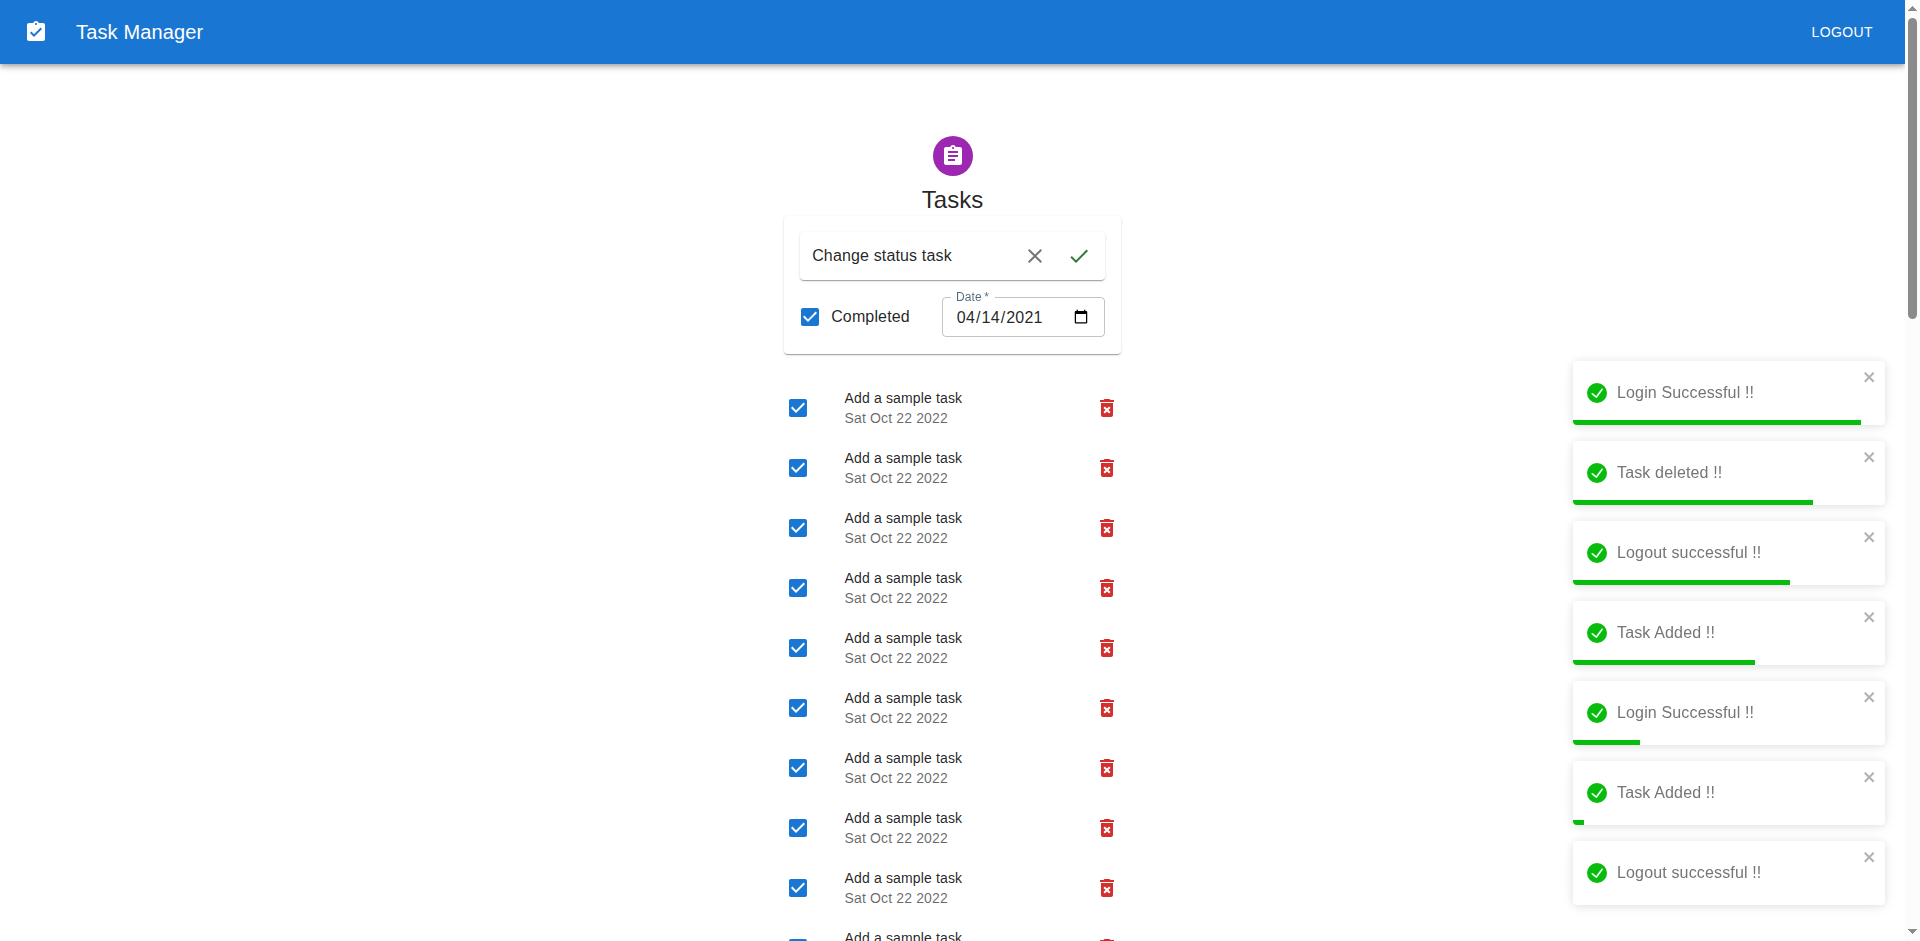 Task Manager
LOGOUT
Tasks
Change status task
Completed
Date *
04/14/2021
Add a sample task
Sat Oct 22 2022
Add a sample task
Sat Oct 22 2022
Add a sample task
Sat Oct 22 2022
Add a sample task
Sat Oct 22 2022
Add a sample task
Sat Oct 22 2022
Add a sample task
Sat Oct 22 2022
Add a sample task
Sat Oct 22 2022
Add a sample task
Sat Oct 22 2022
Add a sample task
Sat Oct 22 2022
Add a sample task
Login Successful !!
Task deleted !!
Logout successful !!
Task Added !!
Login Successful !!
Task Added !!
Logout successful !!